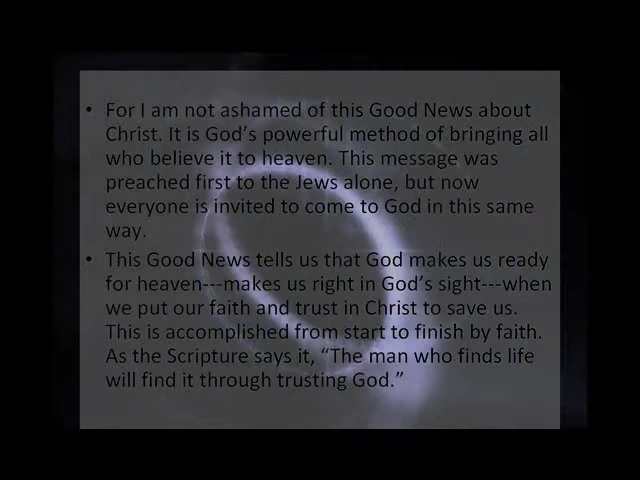 • For I am not ashamed of this Good News about
Christ. It is God’s powerful method of bringing all
who believe it to heaven. This message was
preached first to the Jews alone, but now
everyone is invited to come to God in this same
way.
• This Good News tells us that God makes us ready
for heaven---makes us right in God’s sight---when
we put our faith and trust in Christ to save us.
This is accomplished from start to finish by faith.
As the Scripture says it, “The man who finds life
will find it through trusting God.”